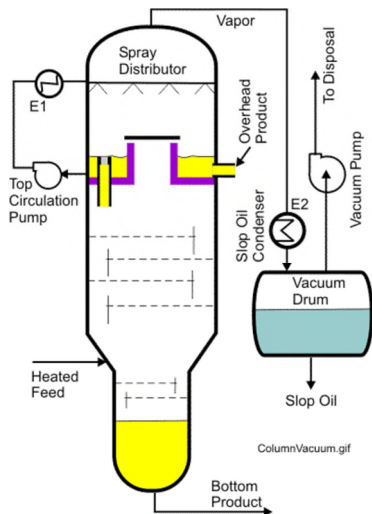 Vapor
Spray
Distributor
E1
Top
Circulation
Pump
Overhead
Product
To Disposal
Vacuum Pump
E2
Slop Oil
Condenser
Vacuum
Drum
Heated
Feed
Slop Oil
ColumnVacuum.gif
Bottom
Product